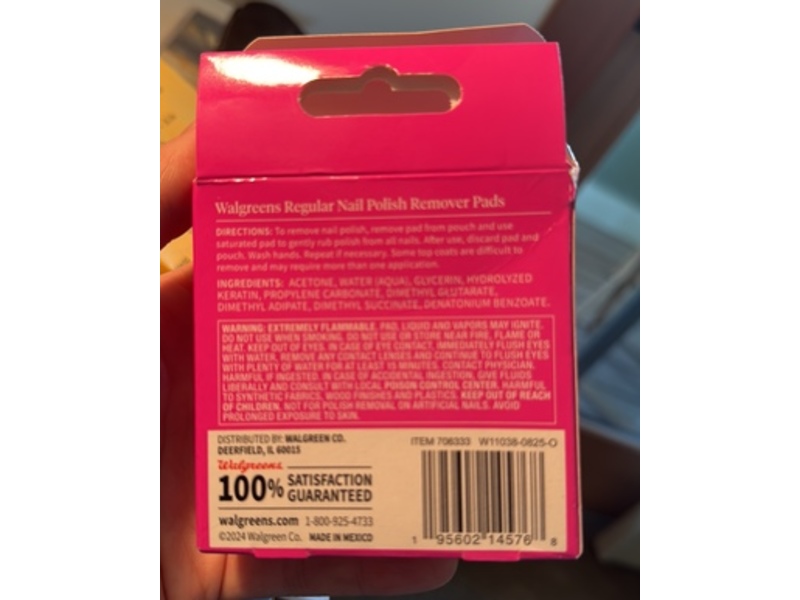 Walgreens Regular Nail Polish Remover Pads
DIRECTIONS: To remove nail polish, remove pad from pouch and use
saturated pad to gently rub polish from all nails. After use, discard pad and
pouch. Wash hands. Repeat if necessary. Some top coats are difficult to
remove and may require more than one application.
INGREDIENTS: ACETONE, WATER (AQUA), GLYCERIN, HYDROLYZED
KERATIN, PROPYLENE CARBONATE, DIMETHYL GLUTARATE,
DIMETHYL ADIPATE, DIMETHYL SUCCINATE, DENATONIUM BENZOATE.
WARNING: EXTREMELY FLAMMABLE. PAD, LIQUID AND VAPORS MAY IGNITE.
DO NOT USE WHEN SMOKING. DO NOT USE OR STORE NEAR FIRE, FLAME OR
HEAT. KEEP OUT OF EYES. IN CASE OF EYE CONTACT, IMMEDIATELY FLUSH EYES
WITH WATER. REMOVE ANY CONTACT LENSES AND CONTINUE TO FLUSH EYES
WITH PLENTY OF WATER FOR AT LEAST 15 MINUTES. CONTACT PHYSICIAN.
HARMFUL IF INGESTED. IN CASE OF ACCIDENTAL INGESTION, GIVE FLUIDS
LIBERALLY AND CONSULT WITH LOCAL POISON CONTROL CENTER. HARMFUL
TO SYNTHETIC FABRICS, WOOD FINISHES AND PLASTICS. KEEP OUT OF REACH
OF CHILDREN. NOT FOR POLISH REMOVAL ON ARTIFICIAL NAILS. AVOID
PROLONGED EXPOSURE TO SKIN.
DISTRIBUTED BY: WALGREEN CO.
DEERFIELD, IL 60015
Walgreens
100% SATISFACTION
GUARANTEED
walgreens.com 1-800-925-4733
©2024 Walgreen Co. MADE IN MEXICO
ITEM 706333 W11038-0825-O
1 95602 14576 8